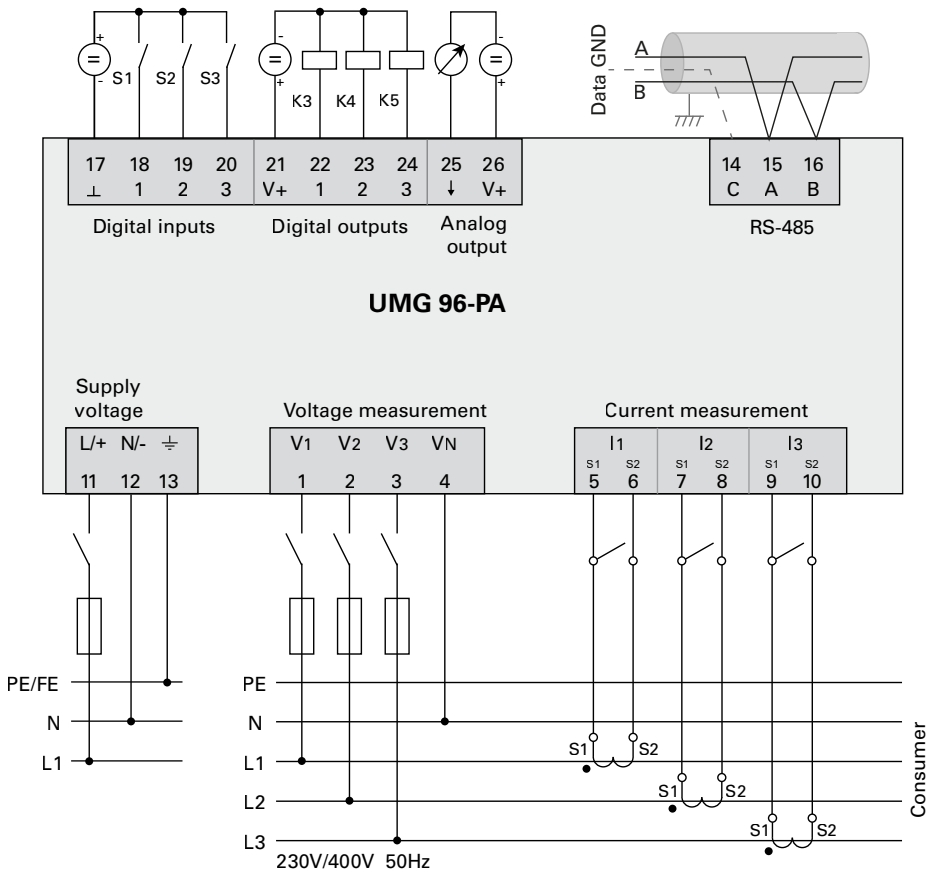 + - + - +
= = =
-
S1 S2 S3 K3 K4 K5
Data GND
A
B
17 18 19 20 21 22 23 24 25 26
⊥ 1 2 3 V+ 1 2 3 ↓ V+
14 15 16
C A B
Digital inputs
Digital outputs
Analog
output
RS-485
UMG 96-PA
Supply
voltage
Voltage measurement
Current measurement
L/+ N/- ⏚
11 12 13
V1 V2 V3 VN
1 2 3 4
I1 I2 I3
S1 S2 S1 S2 S1 S2
5 6 7 8 9 10
PE/FE
N
L1
PE
N
L1
L2
L3
S1 S2
S1 S2
S1 S2
230V/400V 50Hz
Consumer